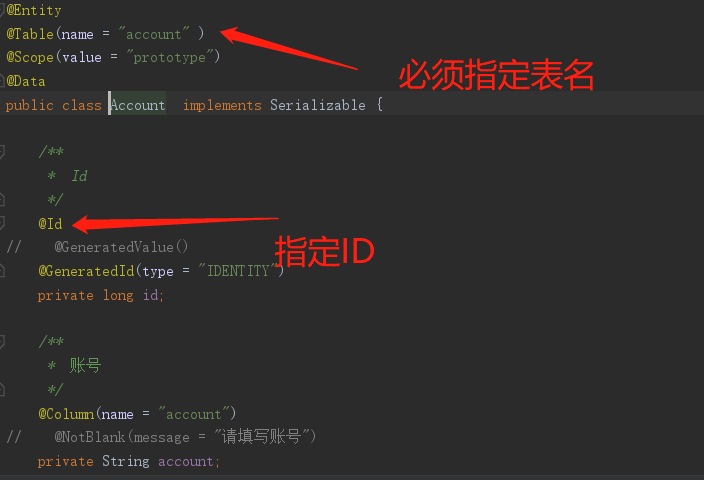 @Entity
@Table(name = "account" )
必须指定表名
@Scope(value = "prototype")
@Data
public class Account  implements Serializable {
/**
 *  Id
 */
@Id
指定ID
//    @GeneratedValue()
@GeneratedId(type = "IDENTITY")
private long id;
/**
 *  账号
 */
@Column(name = "account")
//    @NotBlank(message = "请填写账号")
private String account;